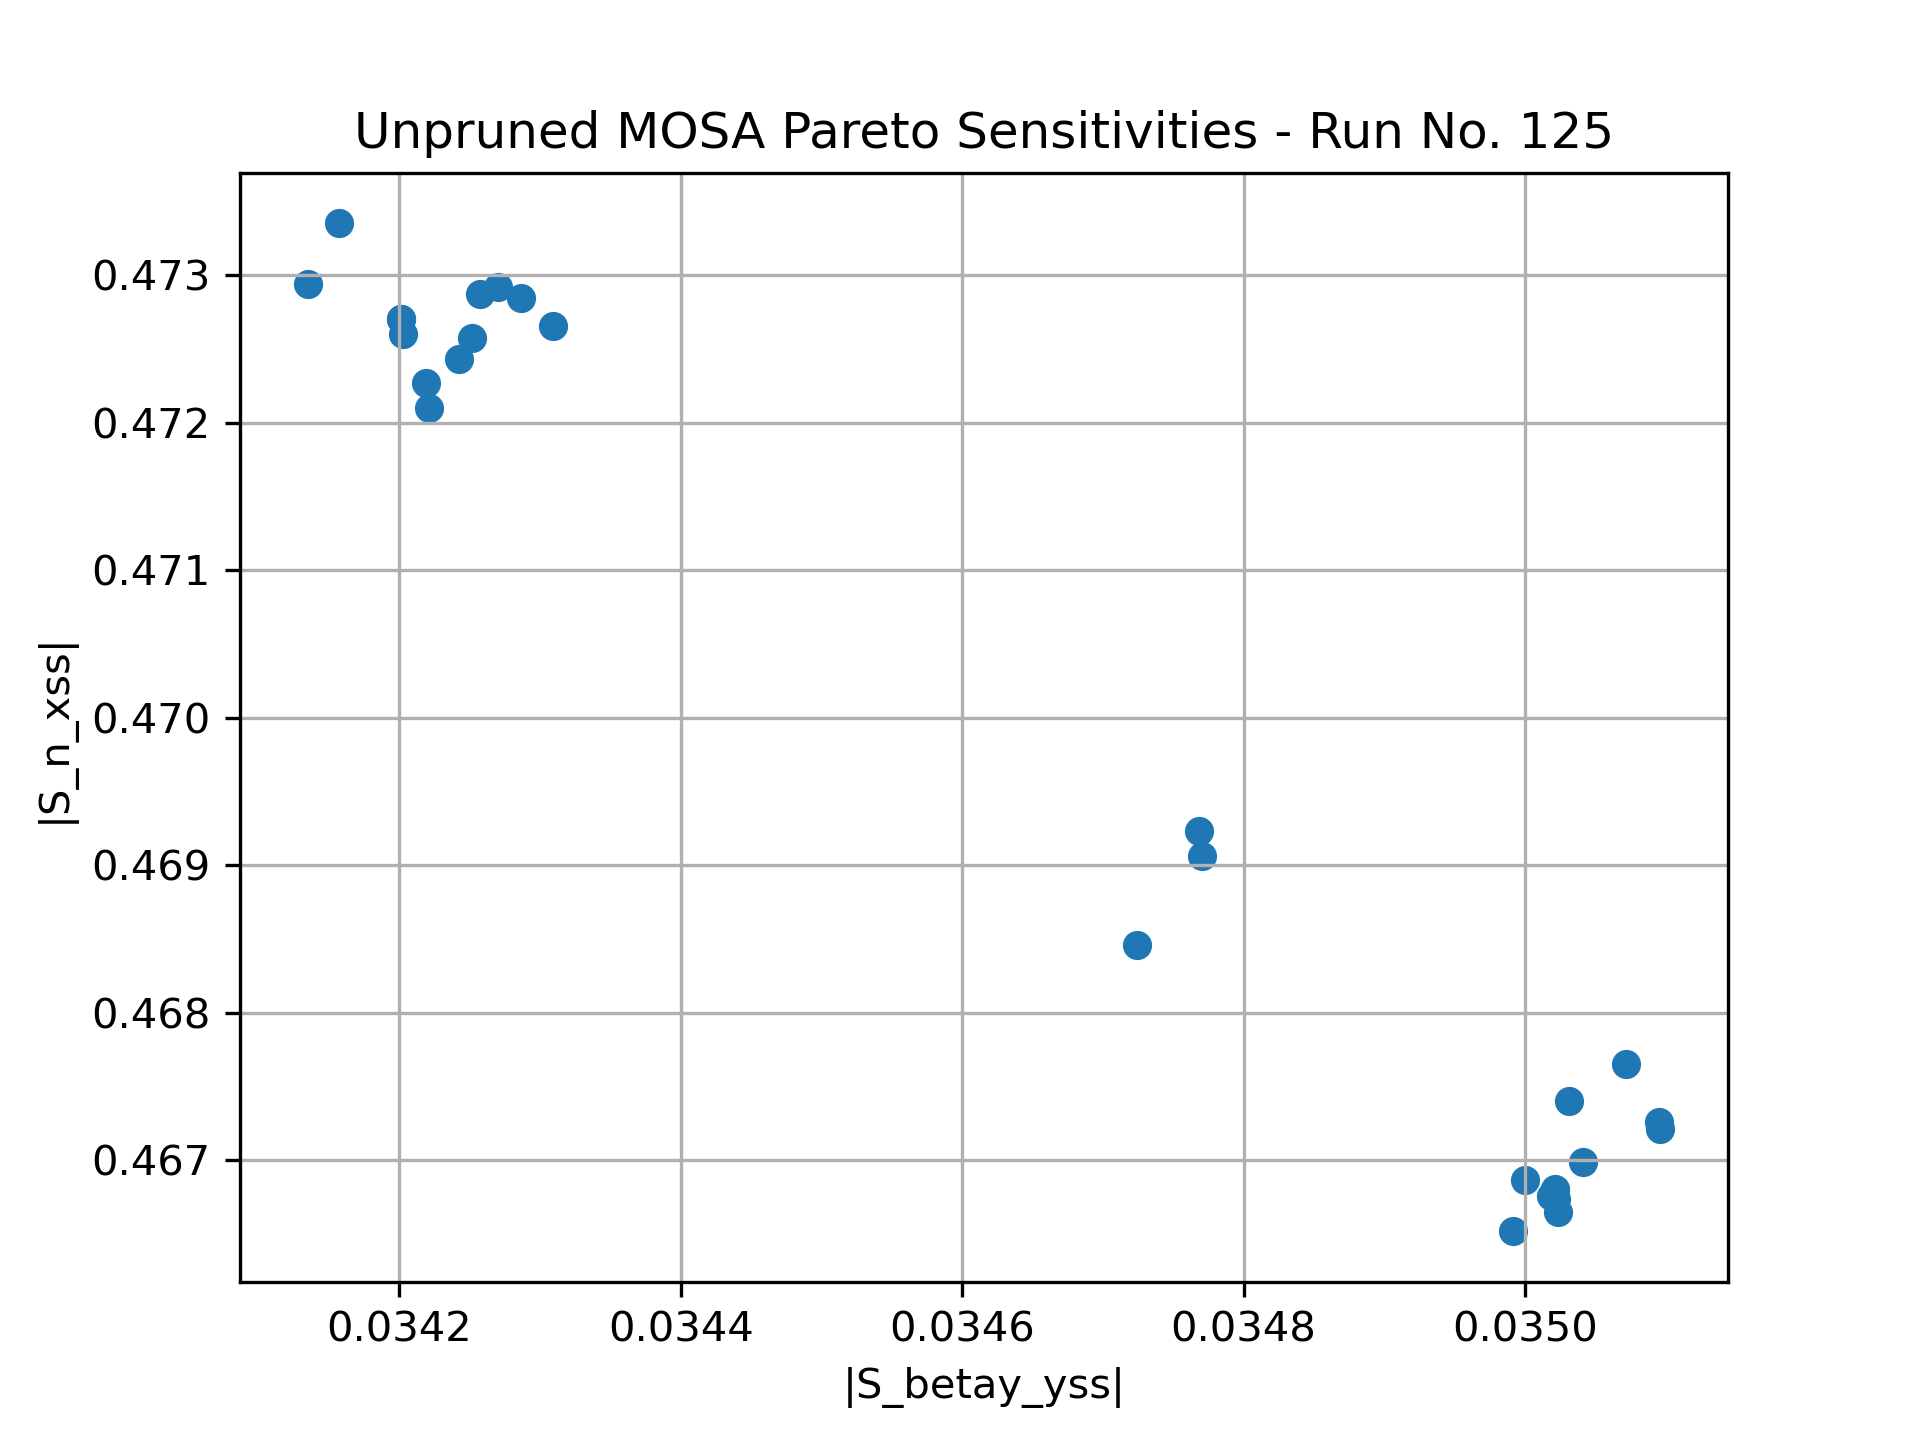 Unpruned MOSA Pareto Sensitivities - Run No. 125
|S_n_xss|
0.473
0.472
0.471
0.470
0.469
0.468
0.467
0.0342 0.0344 0.0346 0.0348 0.0350
|S_betay_yss|